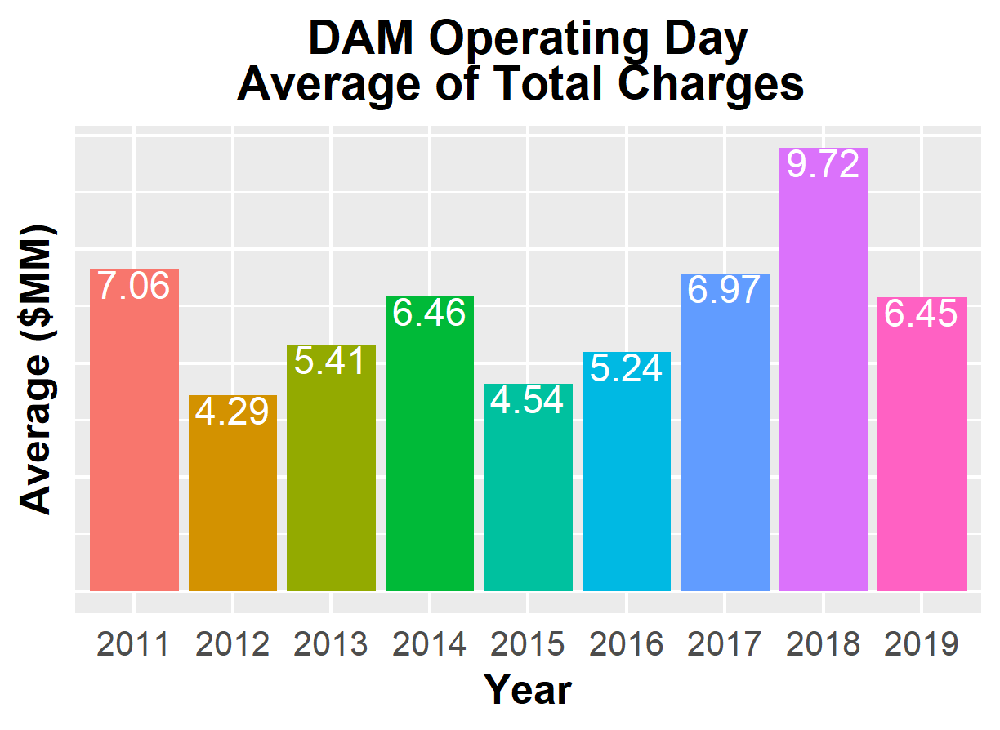 DAM Operating Day
Average of Total Charges
Average ($MM)
7.06
4.29
5.41
6.46
4.54
5.24
6.97
9.72
6.45
2011 2012 2013 2014 2015 2016 2017 2018 2019
Year